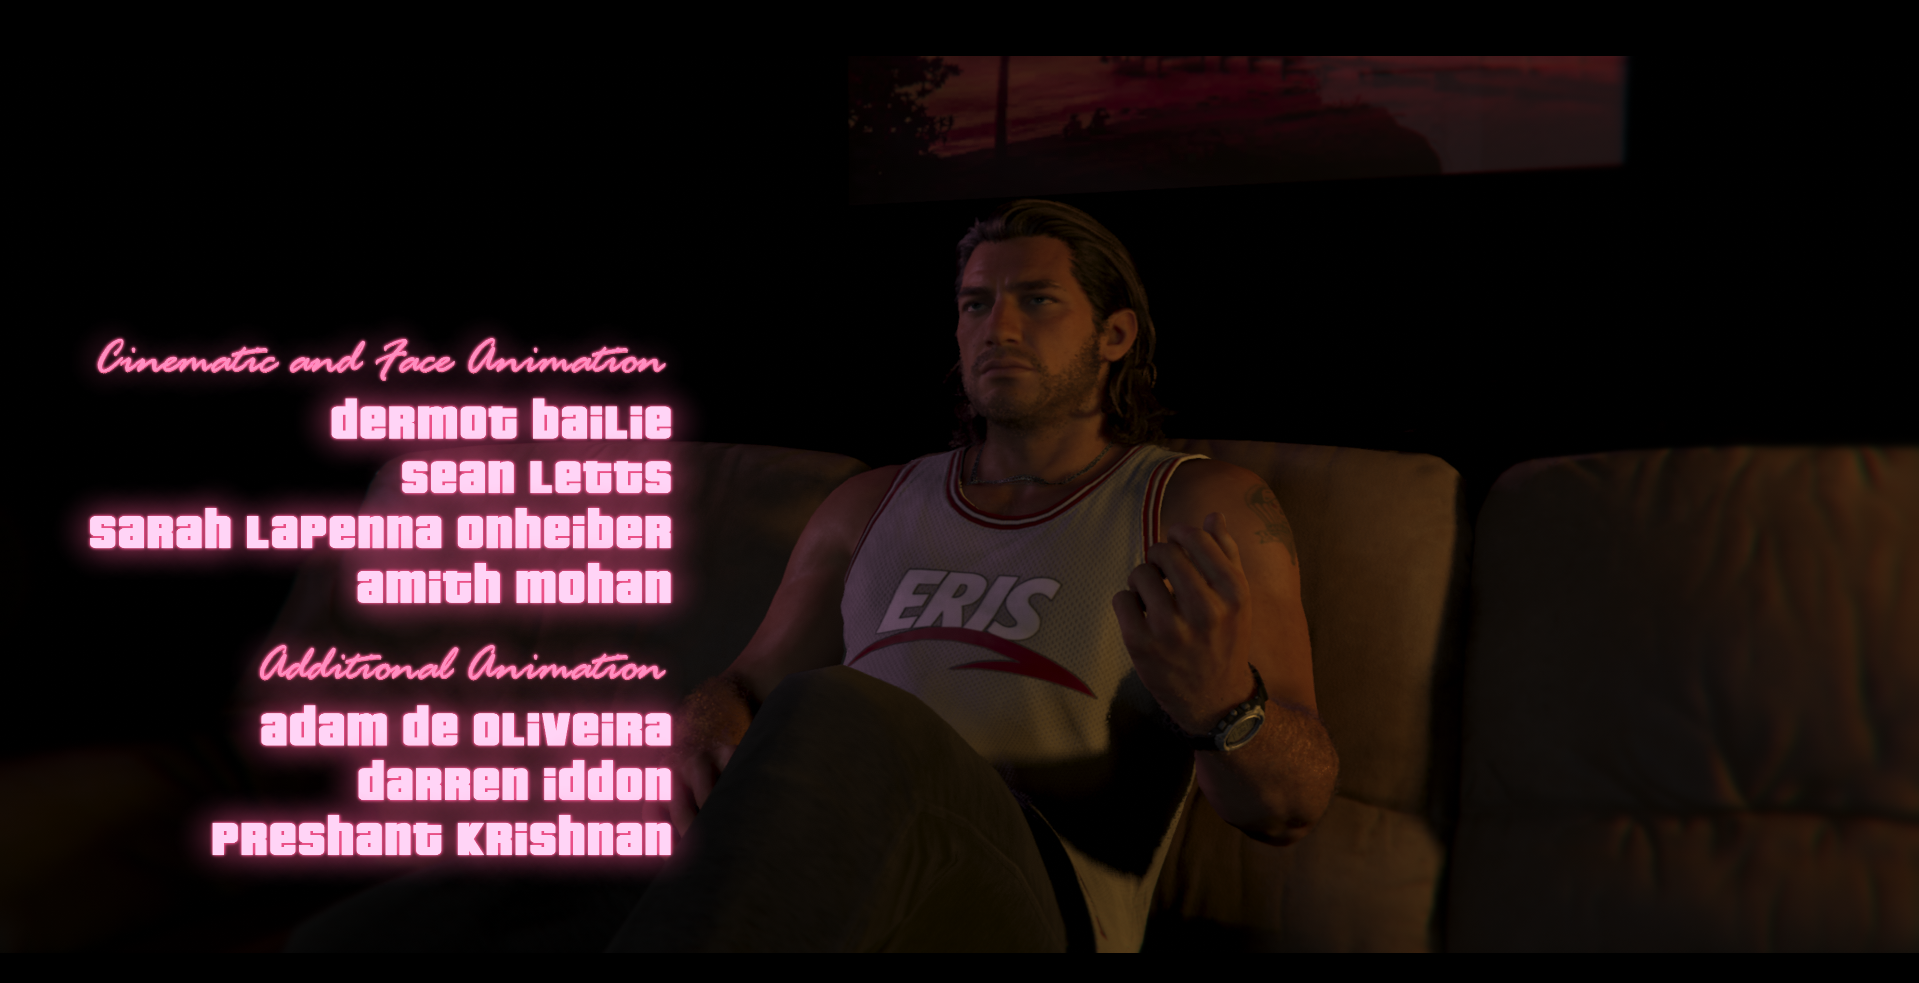 Cinematic and Face Animation
Dermot Bailie
Sean Letts
Sarah LaPenna Onheiber
Amith Mohan
Additional Animation
Adam De Oliveira
Darren Iddon
Preshant Krishnan
ERIS